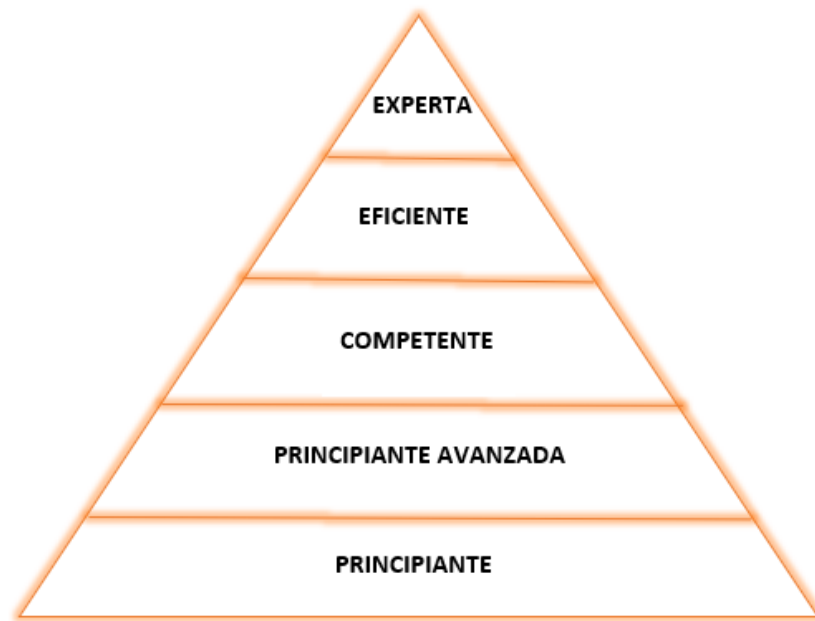 EXPERTA
EFICIENTE
COMPETENTE
PRINCIPIANTE AVANZADA
PRINCIPIANTE